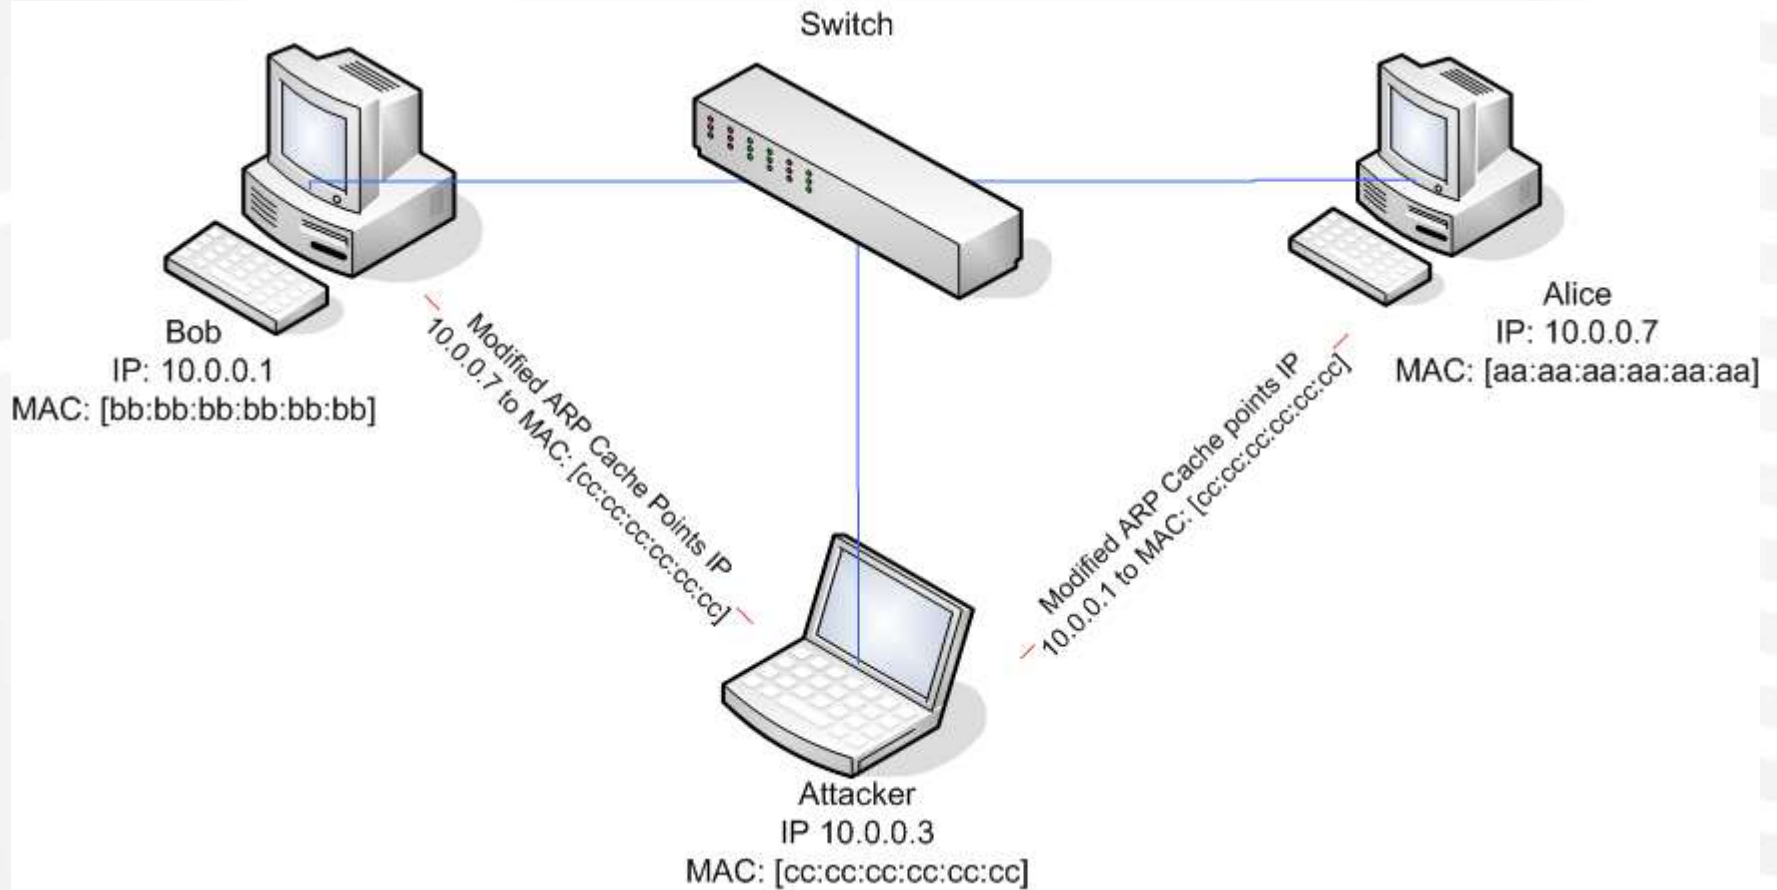 Switch
Bob
IP: 10.0.0.1
MAC: [bb:bb:bb:bb:bb:bb]
Alice
IP: 10.0.0.7
MAC: [aa:aa:aa:aa:aa:aa]
Modified ARP Cache Points IP
10.0.0.7 to MAC: [cc:cc:cc:cc:cc:cc]
Modified ARP Cache points IP
10.0.0.1 to MAC: [cc:cc:cc:cc:cc:cc]
Attacker
IP 10.0.0.3
MAC: [cc:cc:cc:cc:cc:cc]